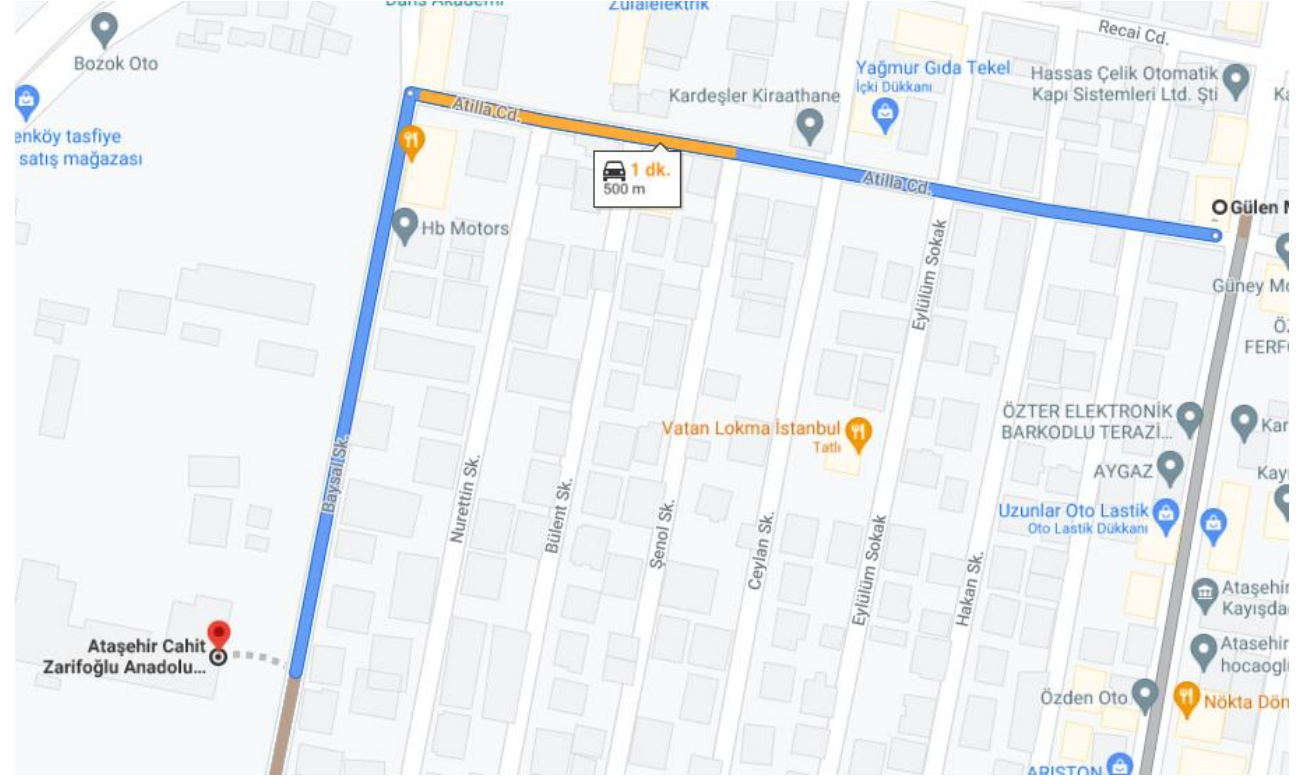 Zülalelektrik
Recai Cd.
Bozok Oto
Yağmur Gıda Tekel
İçki Dükkanı
Hassas Çelik Otomatik
Kapı Sistemleri Ltd. Şti
Kardeşler Kıraathane
Atilla Cd.
enköy tasfiye
satış mağazası
1 dk.
500 m
Atilla Cd.
Gülen
Hb Motors
Eylülüm Sokak
Güney
FERF
ÖZTER ELEKTRONİK
BARKODLU TERAZİ...
Vatan Lokma İstanbul
Tatlı
Kar
AYGAZ
Kay
Baysal Sk.
Nurettin Sk.
Bülent Sk.
Şenol Sk.
Ceylan Sk.
Eylülüm Sokak
Hakan Sk.
Uzunlar Oto Lastik
Oto Lastik Dükkanı
Ataşehir
Kayışda
Ataşehir Cahit
Zarifoğlu Anadolu...
Atasehir
hocaoglu
Özden Oto
Nokta Dön
ARISTON